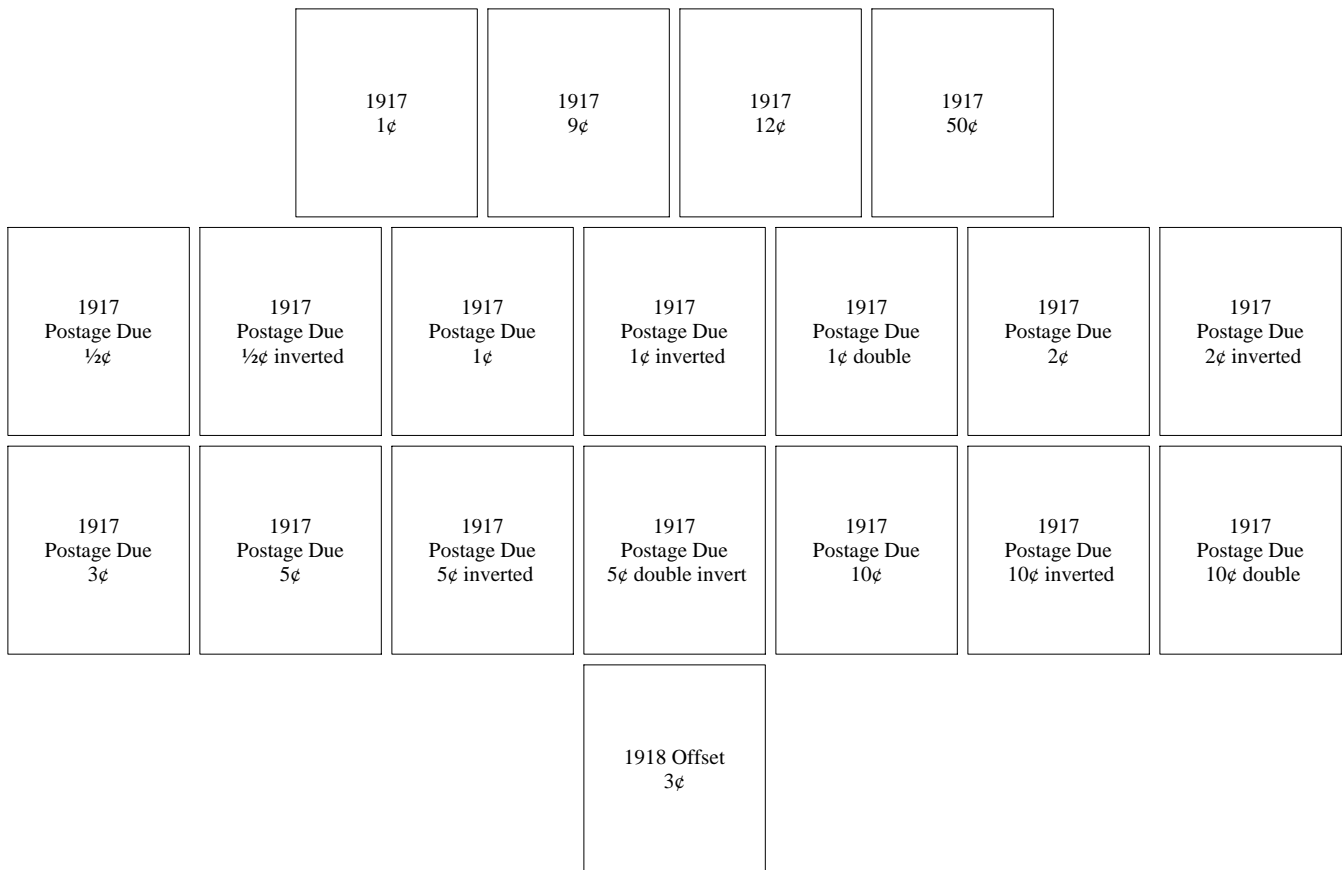 1917
1¢
1917
9¢
1917
12¢
1917
50¢
1917
Postage Due
½¢
1917
Postage Due
½¢ inverted
1917
Postage Due
1¢
1917
Postage Due
1¢ inverted
1917
Postage Due
1¢ double
1917
Postage Due
2¢
1917
Postage Due
2¢ inverted
1917
Postage Due
3¢
1917
Postage Due
5¢
1917
Postage Due
5¢ inverted
1917
Postage Due
5¢ double invert
1917
Postage Due
10¢
1917
Postage Due
10¢ inverted
1917
Postage Due
10¢ double
1918 Offset
3¢